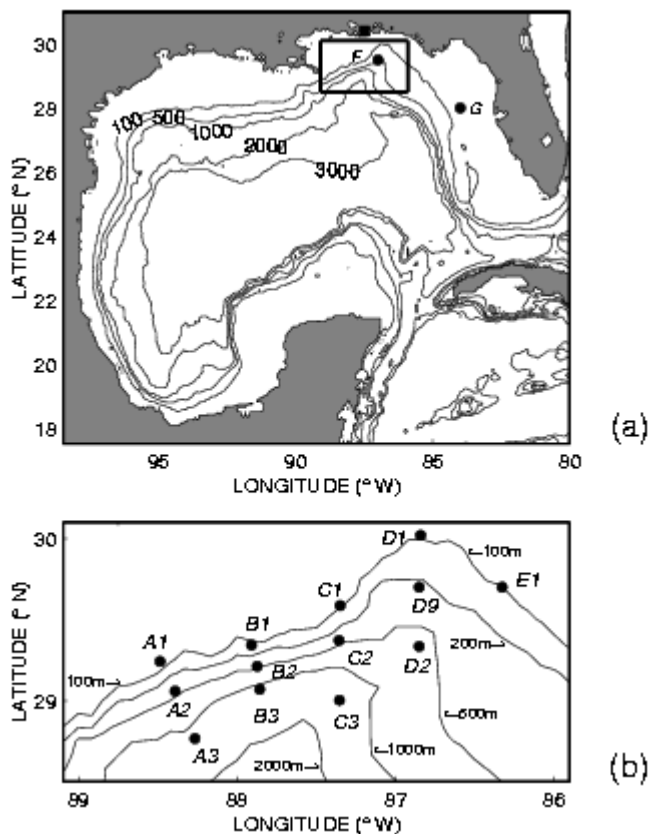 30
28
26
24
22
20
18
LATITUDE (° N)
F
G
100
500
1000
2000
3000
95 90 85 80
LONGITUDE (° W)
(a)
30
29
LATITUDE (° N)
D1
100m
E1
C1
D9
B1
A1
200m
C2
D2
100m
B2
A2
B3
500m
C3
A3
1000m
2000m
89 88 87 86
LONGITUDE (° W)
(b)